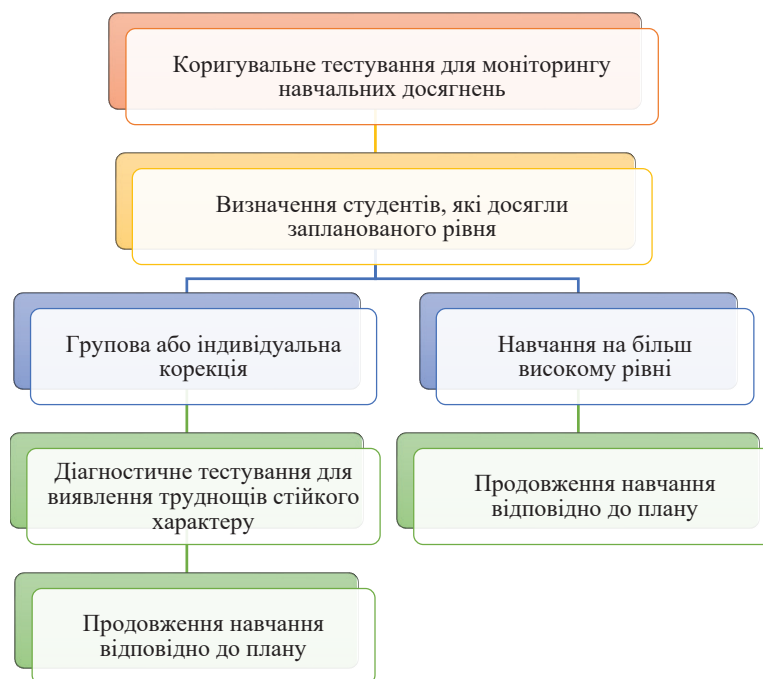 Коригувальне тестування для моніторингу
навчальних досягнень
Визначення студентів, які досягли
запланованого рівня
Групова або індивідуальна
корекція
Навчання на більш
високому рівні
Діагностичне тестування для
виявлення труднощів стійкого
характеру
Продовження навчання
відповідно до плану
Продовження навчання
відповідно до плану